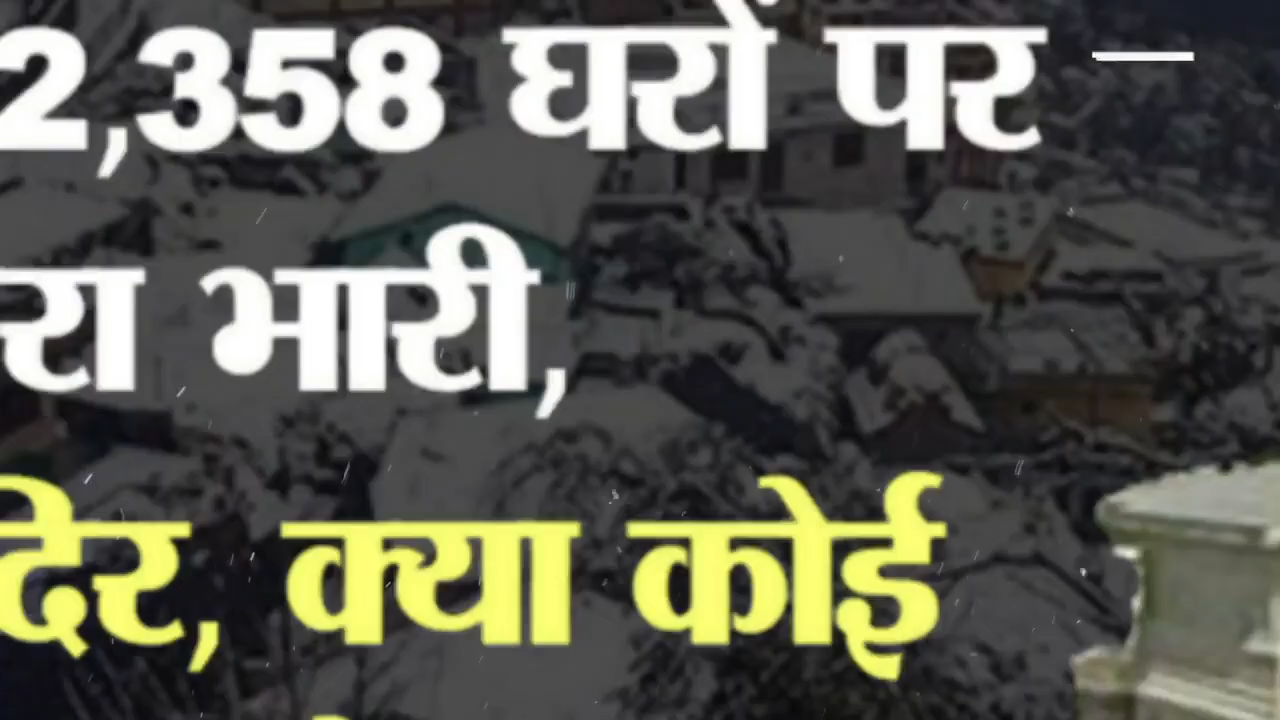 2,358 घरों पर –
रा भारी,
दिर, क्या कोई